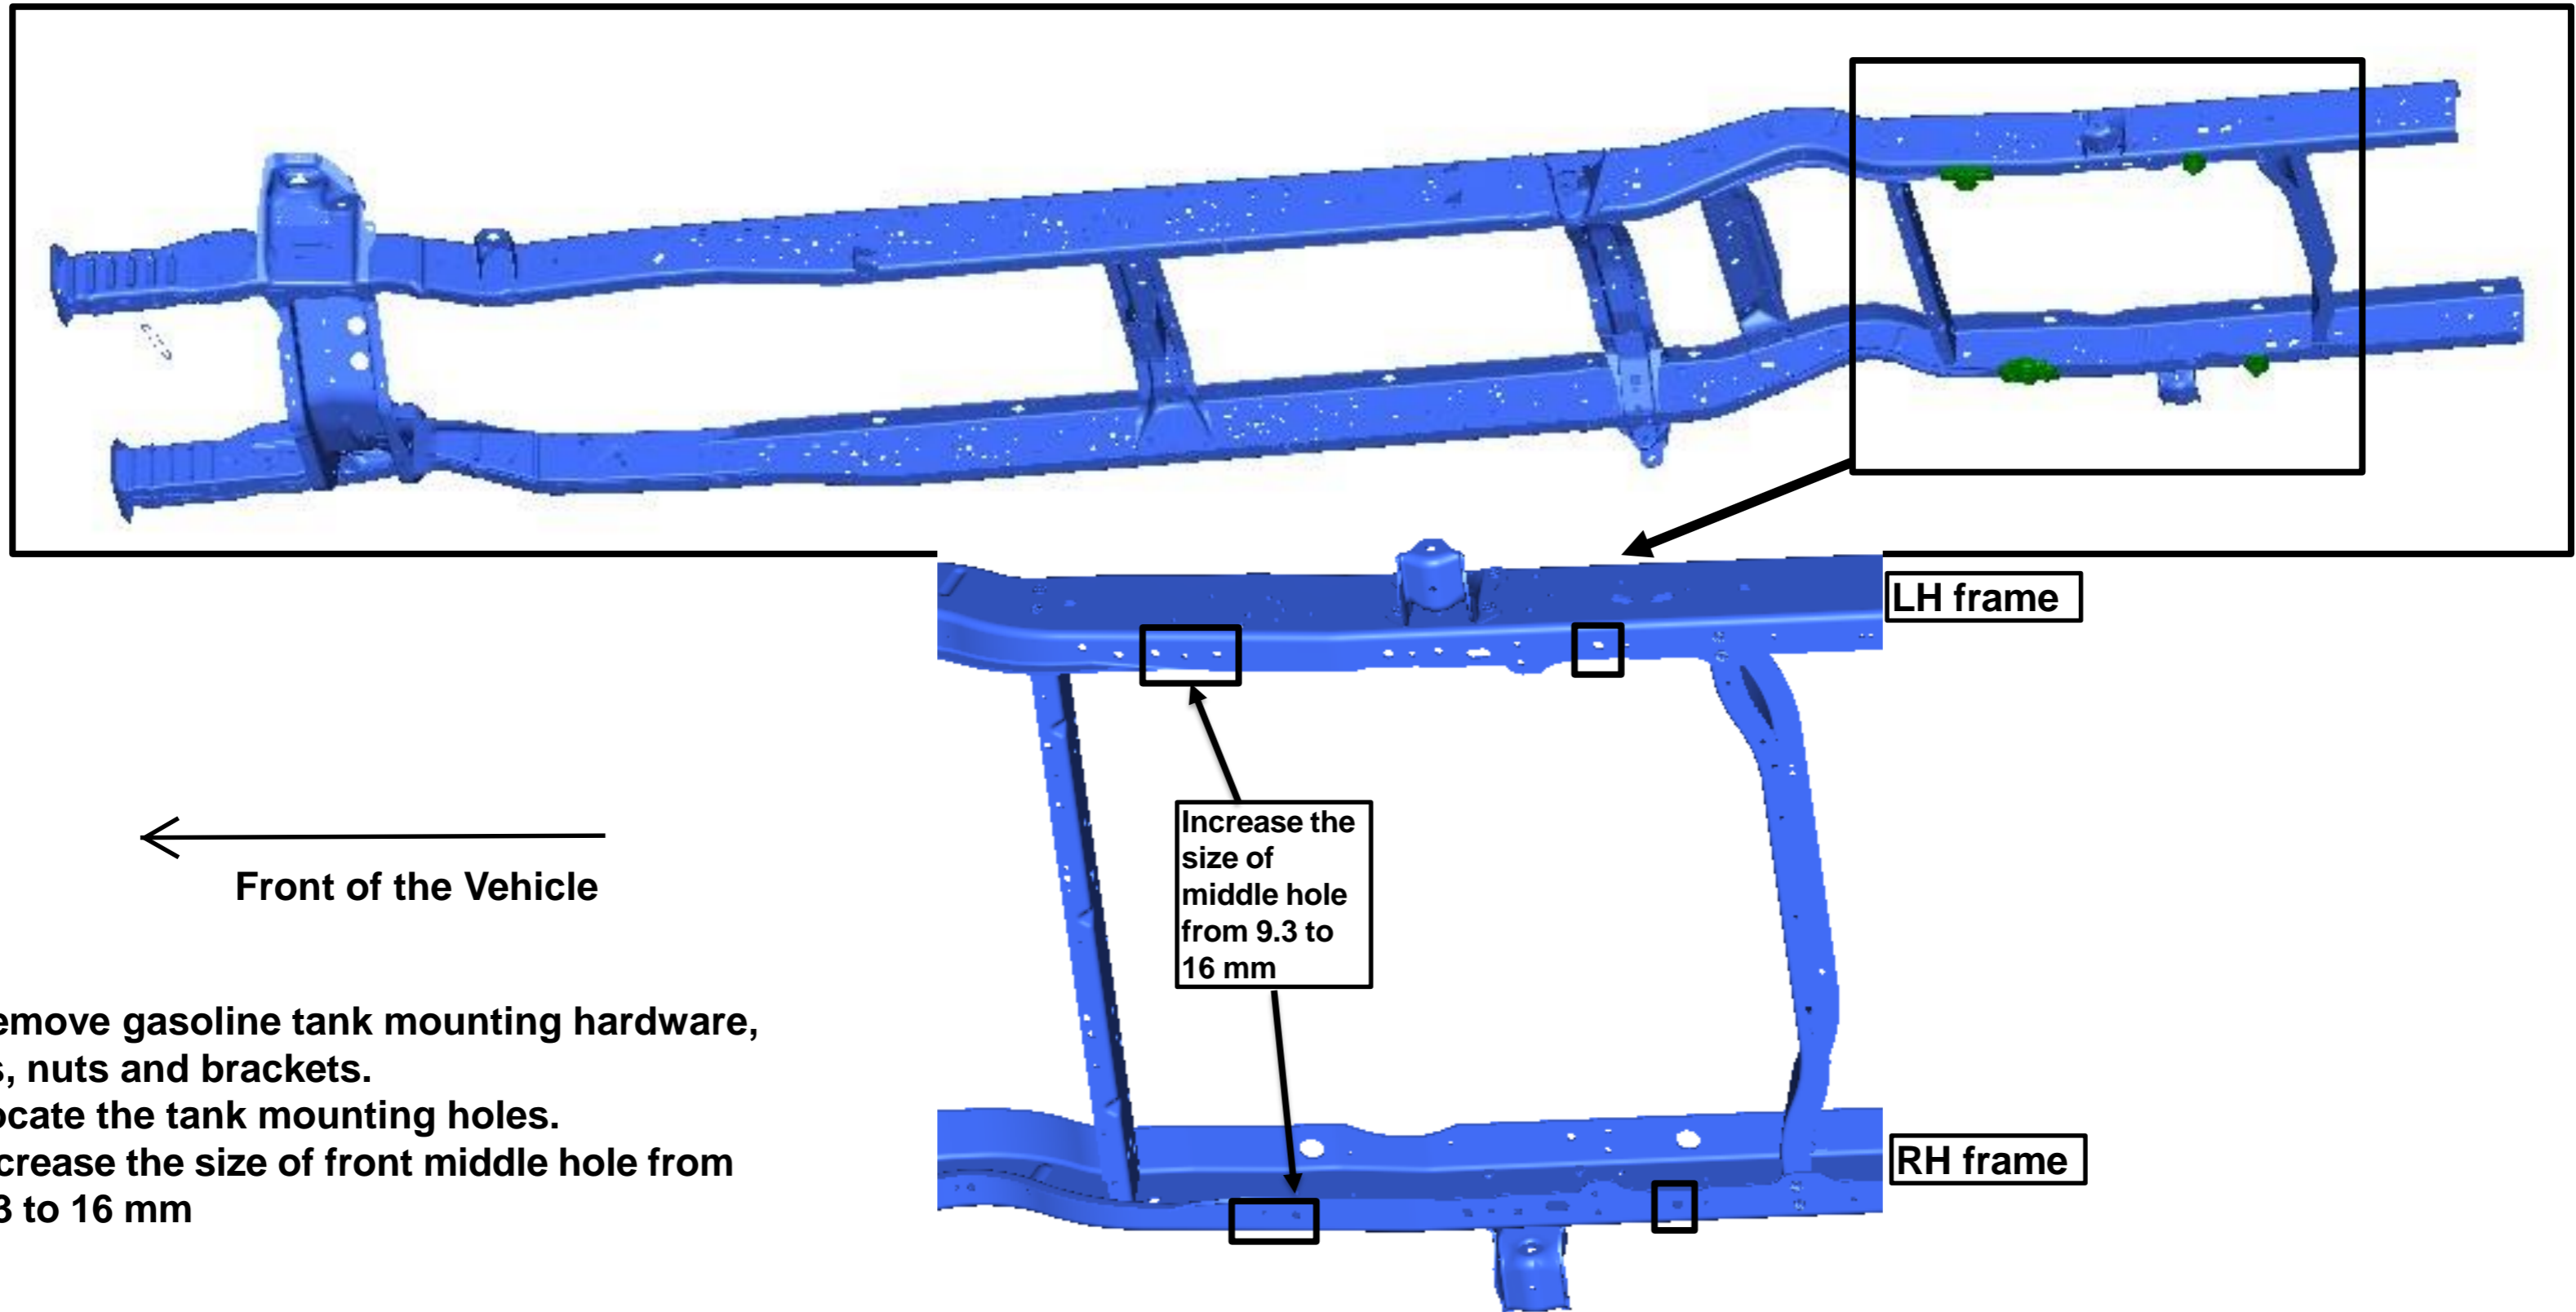 LH frame
Increase the
size of
middle hole
from 9.3 to
16 mm
Front of the Vehicle
emove gasoline tank mounting hardware,
s, nuts and brackets.
ocate the tank mounting holes.
crease the size of front middle hole from
3 to 16 mm
RH frame